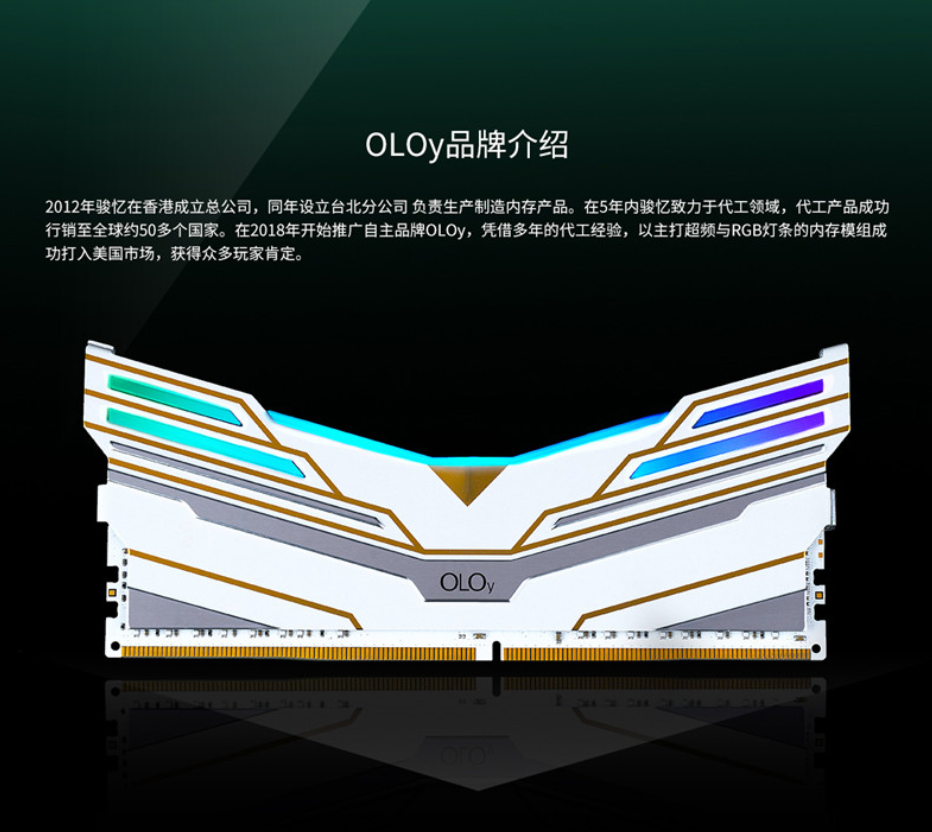 OLOy品牌介绍
2012年骏忆在香港成立总公司，同年设立台北分公司 负责生产制造内存产品。在5年内骏忆致力于代工领域，代工产品成功
行销至全球约50多个国家。在2018年开始推广自主品牌OLOy，凭借多年的代工经验，以主打超频与RGB灯条的内存模组成
功打入美国市场，获得众多玩家肯定。
OLOy